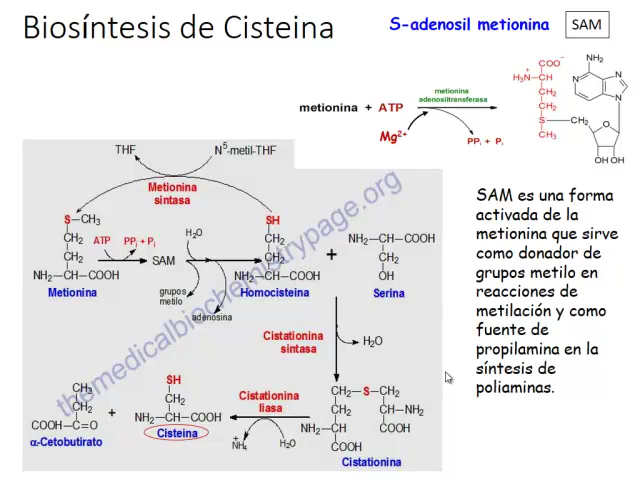 Biosíntesis de Cisteina
S-adenosil metionina
SAM
metionina + ATP
metionina
adenosiltransferasa
Mg2+
PPi + Pi
COO-
H3N+-CH
CH2
CH2
S-CH2
CH3
NH2
N
N
N
N
O
OH OH
THF
N5-metil-THF
Metionina
sintasa
S-CH3
CH2
CH2
NH2-CH-COOH
Metionina
ATP
PPi + Pi
SAM
H2O
grupos
metilo
adenosina
SH
CH2
CH2
NH2-CH-COOH
Homocisteina
+
NH2-CH-COOH
CH2
OH
Serina
SAM es una forma
activada de la
metionina que sirve
como donador de
grupos metilo en
reacciones de
metilación y como
fuente de
propilamina en la
síntesis de
poliaminas.
themedicalbiochemistrypage.org
Cistationina
sintasa
H2O
CH2-S-CH2
CH2
CH-NH2
NH2-CH
COOH
COOH
Cistationina
Cistationina
liasa
+NH4
H2O
SH
CH2
NH2-CH-COOH
Cisteina
+
CH3
CH2
COOH-C=O
α-Cetobutirato